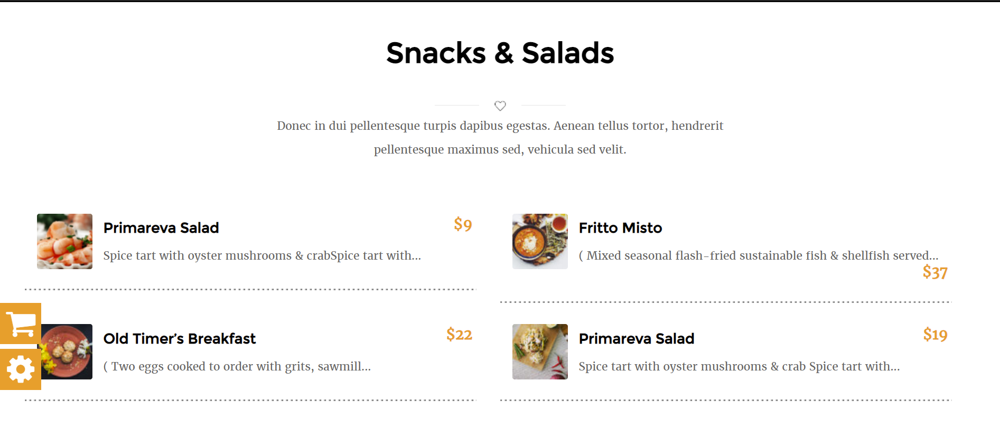 Snacks & Salads
Donec in dui pellentesque turpis dapibus egestas. Aenean tellus tortor, hendrerit
pellentesque maximus sed, vehicula sed velit.
Primareva Salad
$9
Spice tart with oyster mushrooms & crabSpice tart with...
Fritto Misto
( Mixed seasonal flash-fried sustainable fish & shellfish served...
$37
Old Timer’s Breakfast
$22
( Two eggs cooked to order with grits, sawmill...
Primareva Salad
$19
Spice tart with oyster mushrooms & crab Spice tart with...